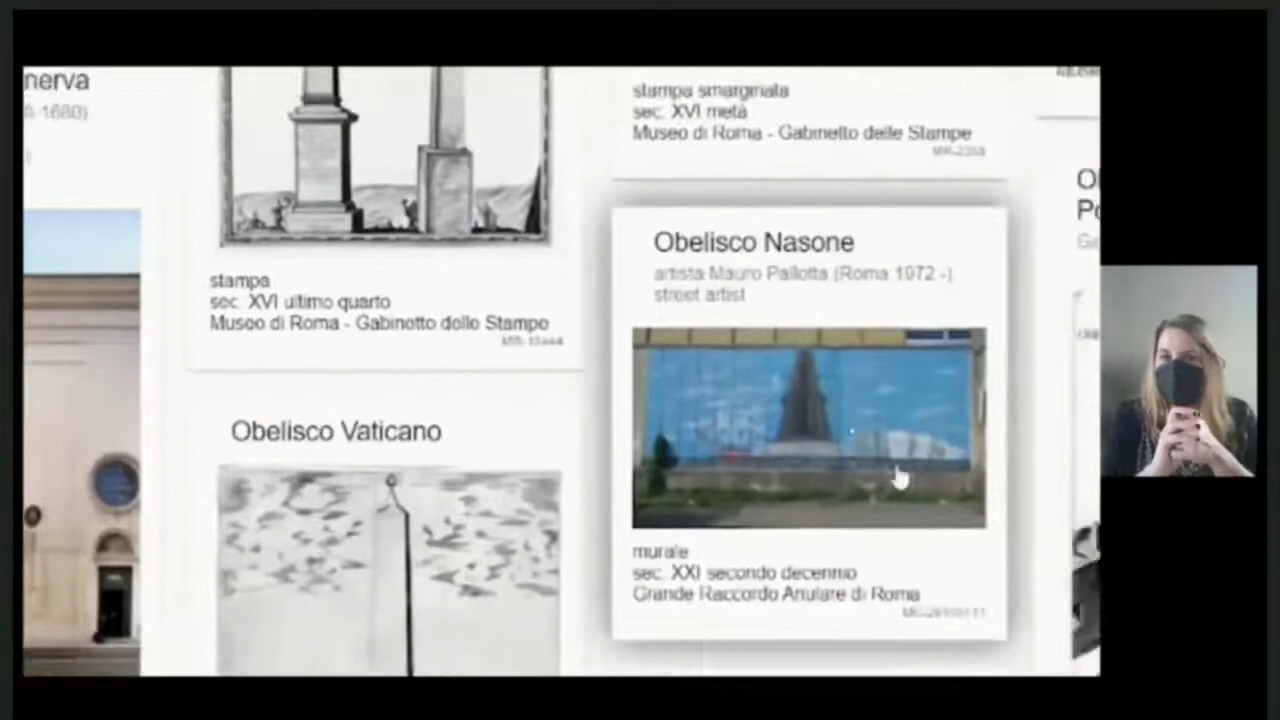 nerva
1680)
stampa
sec. XVI ultimo quarto
Museo di Roma - Gabinetto delle Stampe
Obelisco Vaticano
stampa smarginata
sec. XVI metà
Museo di Roma - Gabinetto delle Stampe
Obelisco Nasone
artista Mauro Pallotta (Roma 1972 -)
street artist
murale
sec. XXI secondo decennio
Grande Raccordo Anulare di Roma